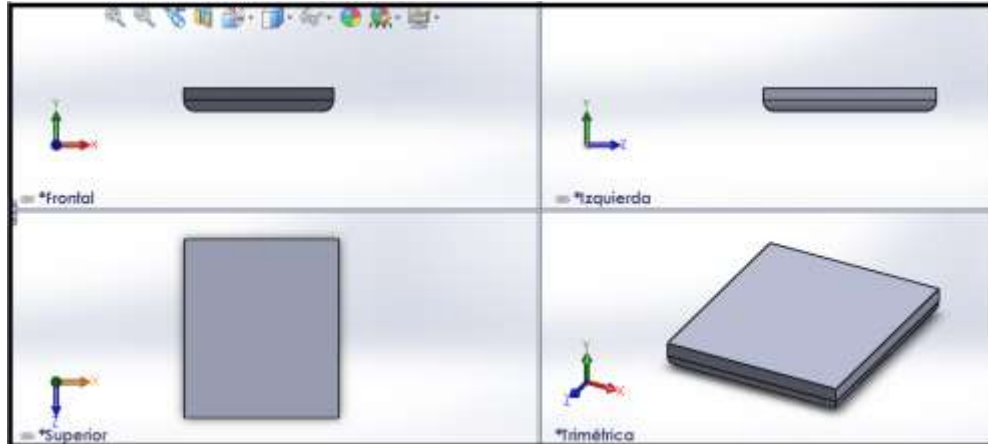 Y
X
*Frontal
Y
Z
*Izquierda
X
Z
*Superior
Y
X
Z
*Trimétrica